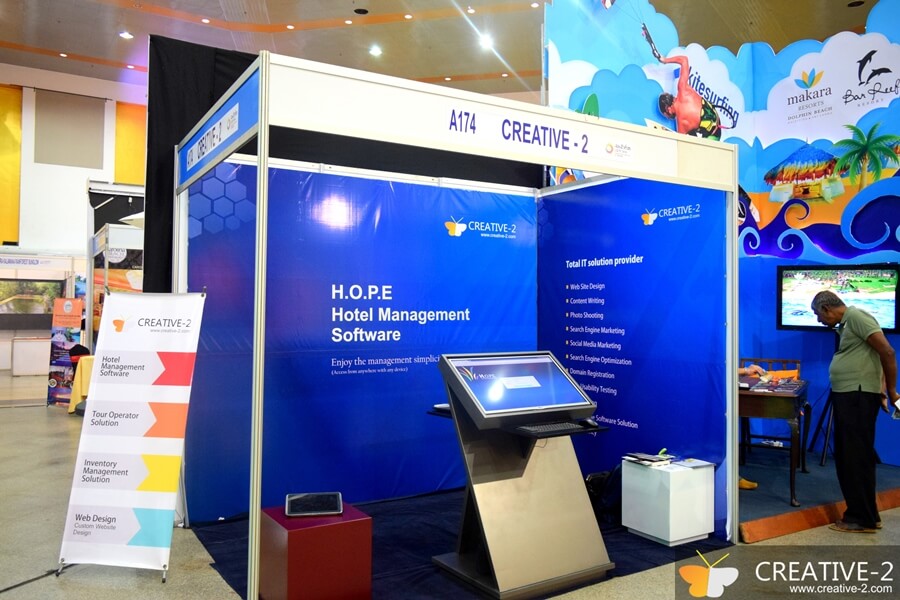 A174 CREATIVE - 2
A174 CREATIVE - 2
CREATIVE-2
www.creative-2.com
H.O.P.E
Hotel Management
Software
Enjoy the management
(Access from anywhere with any device)
CREATIVE-2
www.creative-2.com
Total IT solution provider
Web Site Design
Content Writing
Photo Shooting
Search Engine Marketing
Social Media Marketing
Search Engine Optimization
Domain Registration
Usability Testing
Software Solution
CREATIVE-2
www.creative-2.com
Hotel
Management
Software
Tour Operator
Solution
Inventory
Management
Solution
Web Design
Custom Website
Design
kitesurfing
makara
RESORTS
DOLPHIN BEACH
Bar Reef
RESORT
CREATIVE-2
www.creative-2.com